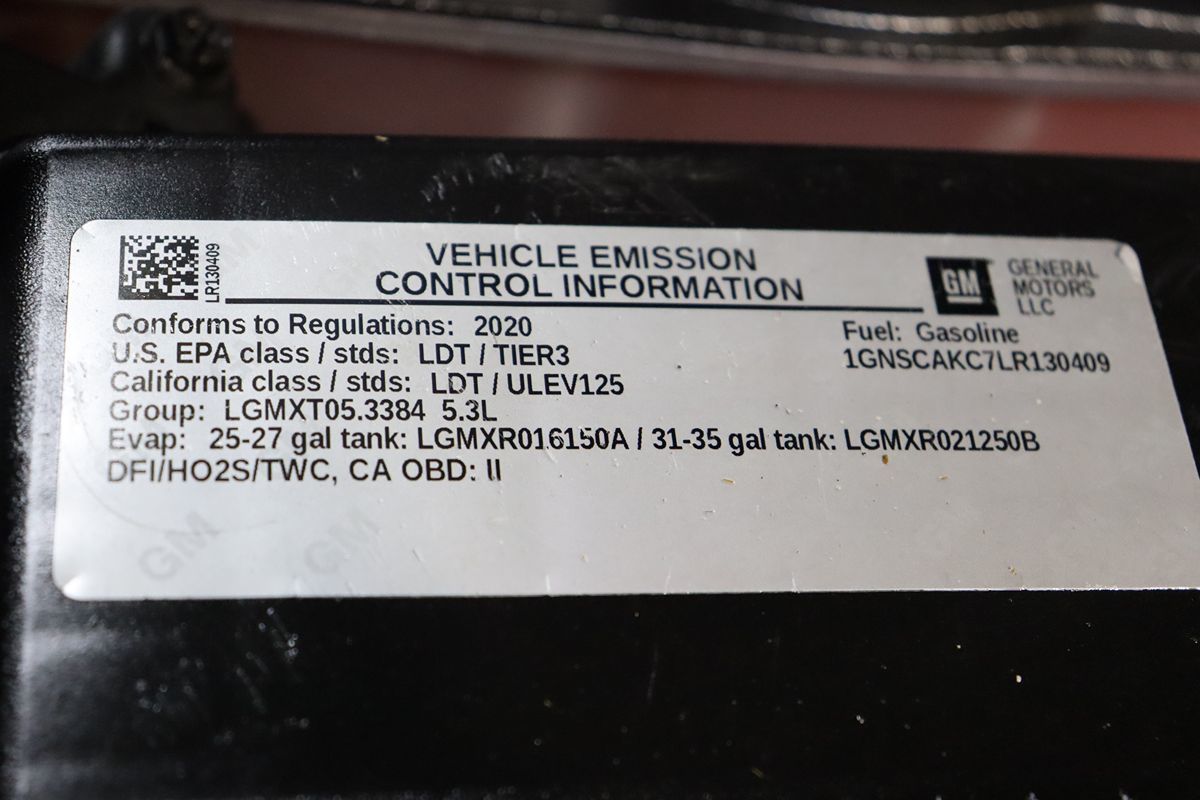 LR130409
VEHICLE EMISSION
CONTROL INFORMATION
GM
GENERAL
MOTORS
LLC
Conforms to Regulations: 2020
Fuel: Gasoline
U.S. EPA class / stds: LDT / TIER3
1GNSCAKC7LR130409
California class / stds: LDT / ULEV125
Group: LGMXT05.3384 5.3L
Evap: 25-27 gal tank: LGMXR016150A / 31-35 gal tank: LGMXR021250B
DFI/HO2S/TWC, CA OBD: II
GM GM